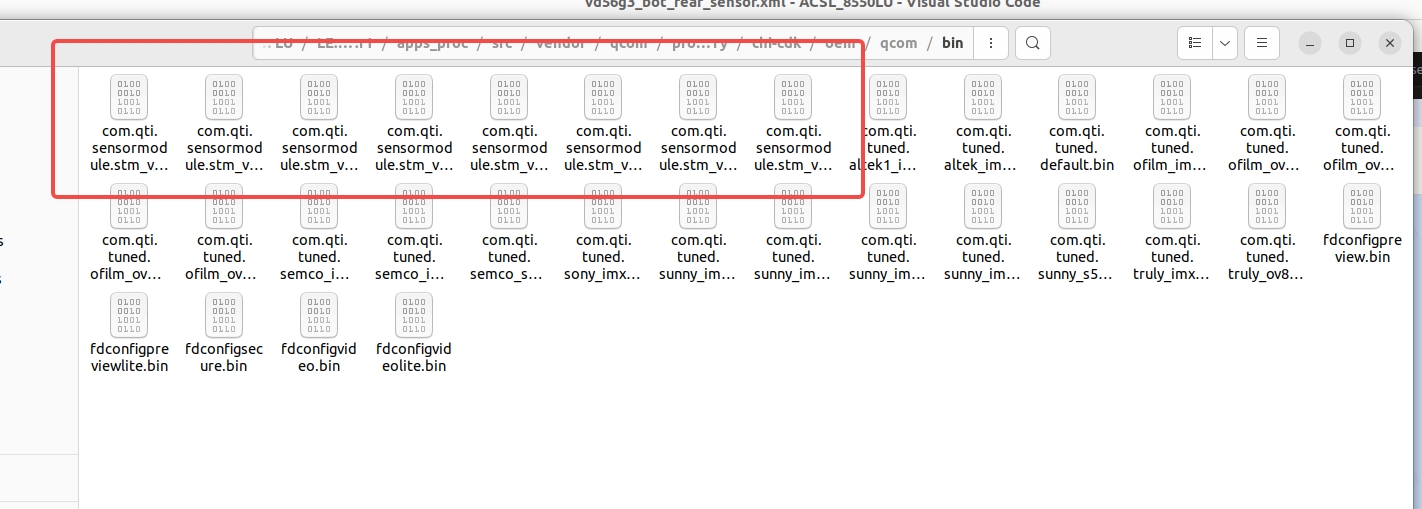 vd56g3_bot_rear_sensor.xml - ACSL_8550LU - Visual Studio Code
LU / LE.....r1 / apps_proc / src / vendor / qcom / pro...ry / chi-cdk / oem / qcom / bin
com.qti.sensormodule.stm_v...
com.qti.sensormodule.stm_v...
com.qti.sensormodule.stm_v...
com.qti.sensormodule.stm_v...
com.qti.sensormodule.stm_v...
com.qti.sensormodule.stm_v...
com.qti.sensormodule.stm_v...
com.qti.sensormodule.stm_v...
com.qti.tuned.altek1_i...
com.qti.tuned.altek_im...
com.qti.tuned.default.bin
com.qti.tuned.ofilm_im...
com.qti.tuned.ofilm_ov...
com.qti.tuned.ofilm_ov...
com.qti.tuned.ofilm_ov...
com.qti.tuned.ofilm_ov...
com.qti.tuned.semco_i...
com.qti.tuned.semco_i...
com.qti.tuned.semco_s...
com.qti.tuned.sony_imx...
com.qti.tuned.sunny_im...
com.qti.tuned.sunny_im...
com.qti.tuned.sunny_im...
com.qti.tuned.sunny_im...
com.qti.tuned.sunny_s5...
com.qti.tuned.truly_imx...
com.qti.tuned.truly_ov8...
fdconfigpreview.bin
fdconfigpreviewlite.bin
fdconfigsecure.bin
fdconfigvideo.bin
fdconfigvideolite.bin